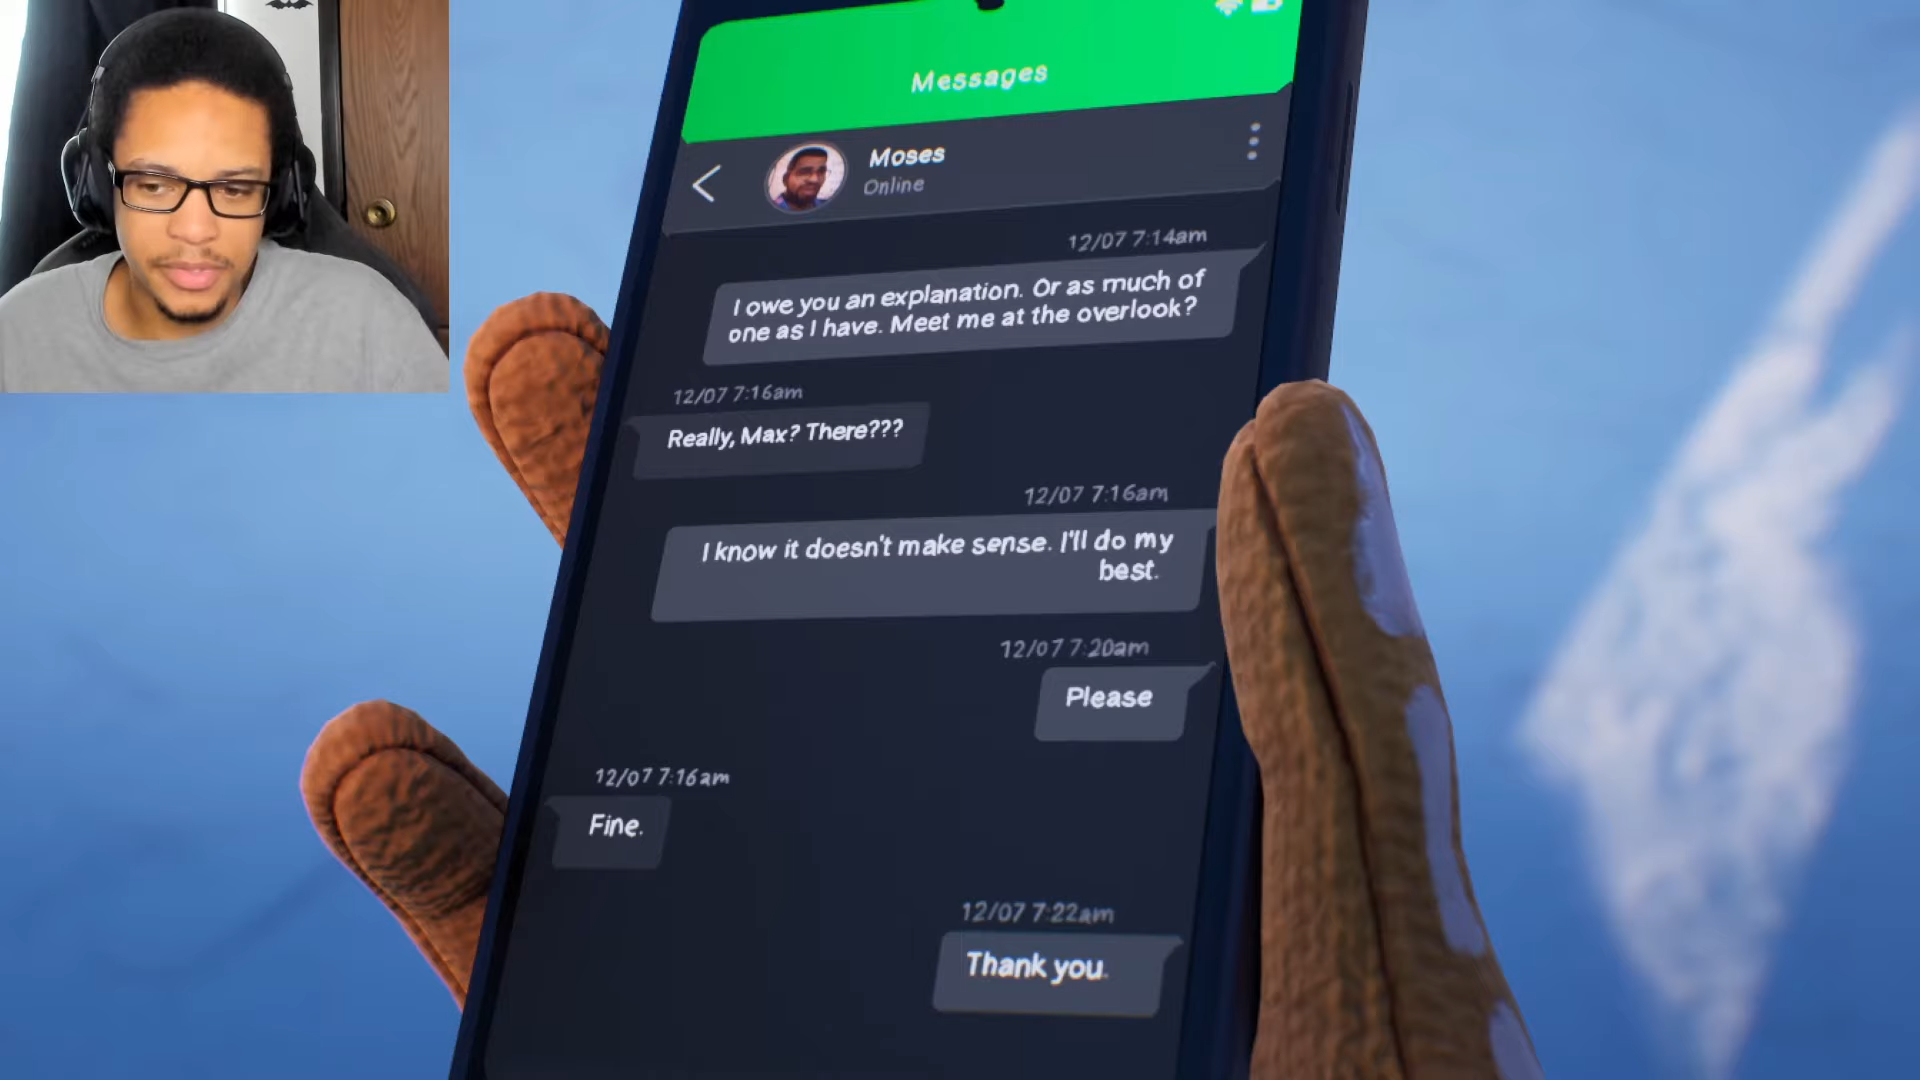 Messages
Moses
Online
12/07 7:14am
I owe you an explanation. Or as much of
one as I have. Meet me at the overlook?
12/07 7:16am
Really, Max? There???
12/07 7:16am
I know it doesn't make sense. I'll do my
best.
12/07 7:20am
Please
12/07 7:16am
Fine.
12/07 7:22am
Thank you.